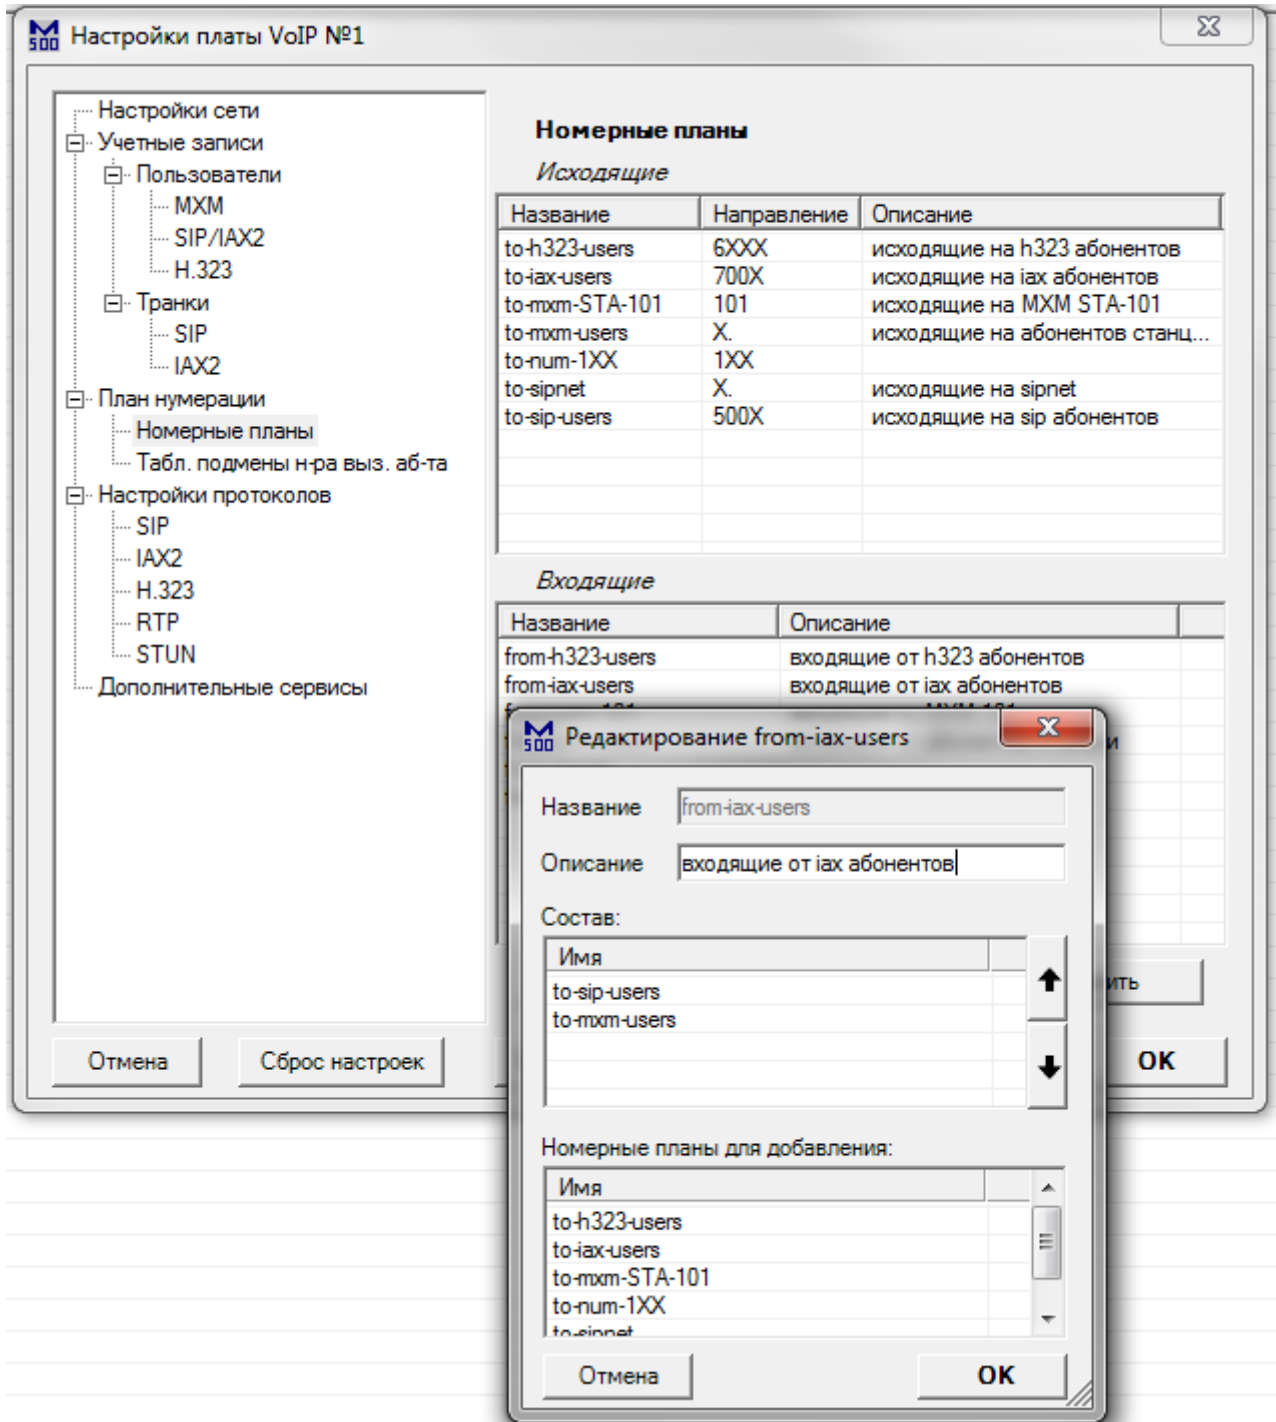 M 500 Настройки платы VoIP №1
Настройки сети
Учетные записи
Пользователи
MXM
SIP/IAX2
H.323
Транки
SIP
IAX2
План нумерации
Номерные планы
Табл. подмены н-ра выз. аб-та
Настройки протоколов
SIP
IAX2
H.323
RTP
STUN
Дополнительные сервисы
Номерные планы
Исходящие
Название Направление Описание
to-h323-users 6XXX исходящие на h323 абонентов
to-iax-users 700X исходящие на iax абонентов
to-mxm-STA-101 101 исходящие на MXM STA-101
to-mxm-users X. исходящие на абонентов станц...
to-num-1XX 1XX
to-sipnet X. исходящие на sipnet
to-sip-users 500X исходящие на sip абонентов
Входящие
Название Описание
from-h323-users входящие от h323 абонентов
from-iax-users входящие от iax абонентов
M 500 Редактирование from-iax-users
Название from-iax-users
Описание входящие от iax абонентов
Состав:
Имя
to-sip-users
to-mxm-users
Номерные планы для добавления:
Имя
to-h323-users
to-iax-users
to-mxm-STA-101
to-num-1XX
to-sipnet
Отмена OK
ить
Отмена Сброс настроек OK